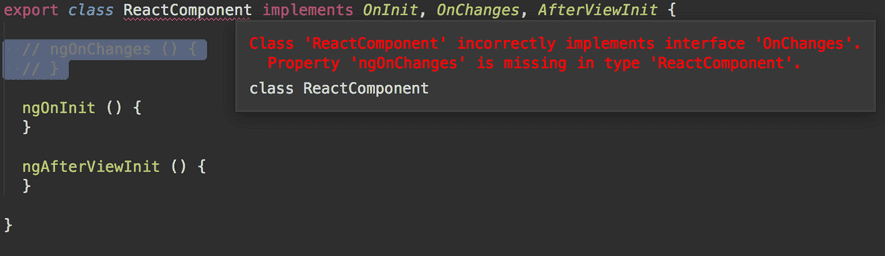 export class ReactComponent implements OnInit, OnChanges, AfterViewInit {
// ngOnChanges () {
// }
Class 'ReactComponent' incorrectly implements interface 'OnChanges'.
Property 'ngOnChanges' is missing in type 'ReactComponent'.
class ReactComponent
ngOnInit () {
}
ngAfterViewInit () {
}
}